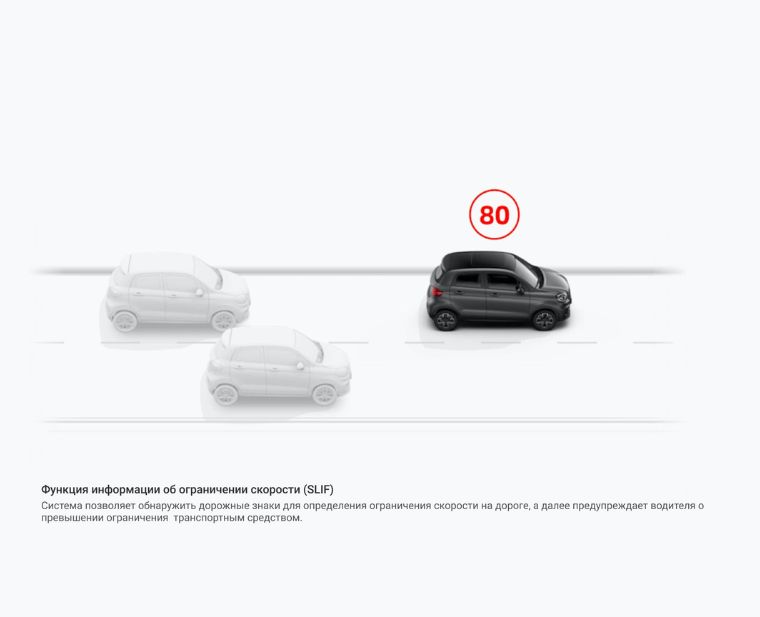 80
Функция информации об ограничении скорости (SLIF)
Система позволяет обнаружить дорожные знаки для определения ограничения скорости на дороге, а далее предупреждает водителя о
превышении ограничения транспортным средством.